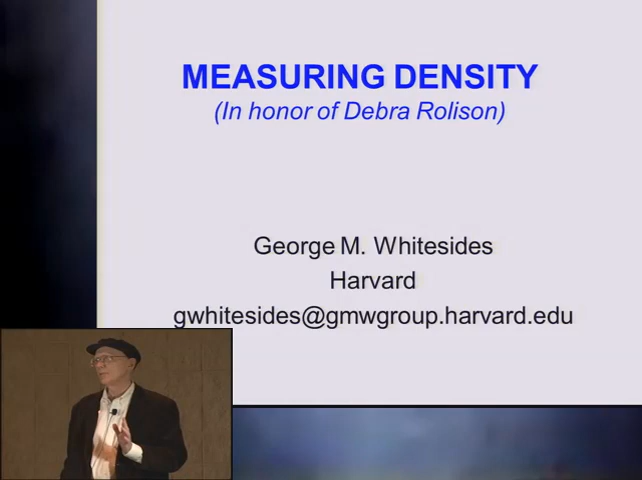 MEASURING DENSITY
(In honor of Debra Rolison)
George M. Whitesides
Harvard
gwhitesides@gmwgroup.harvard.edu